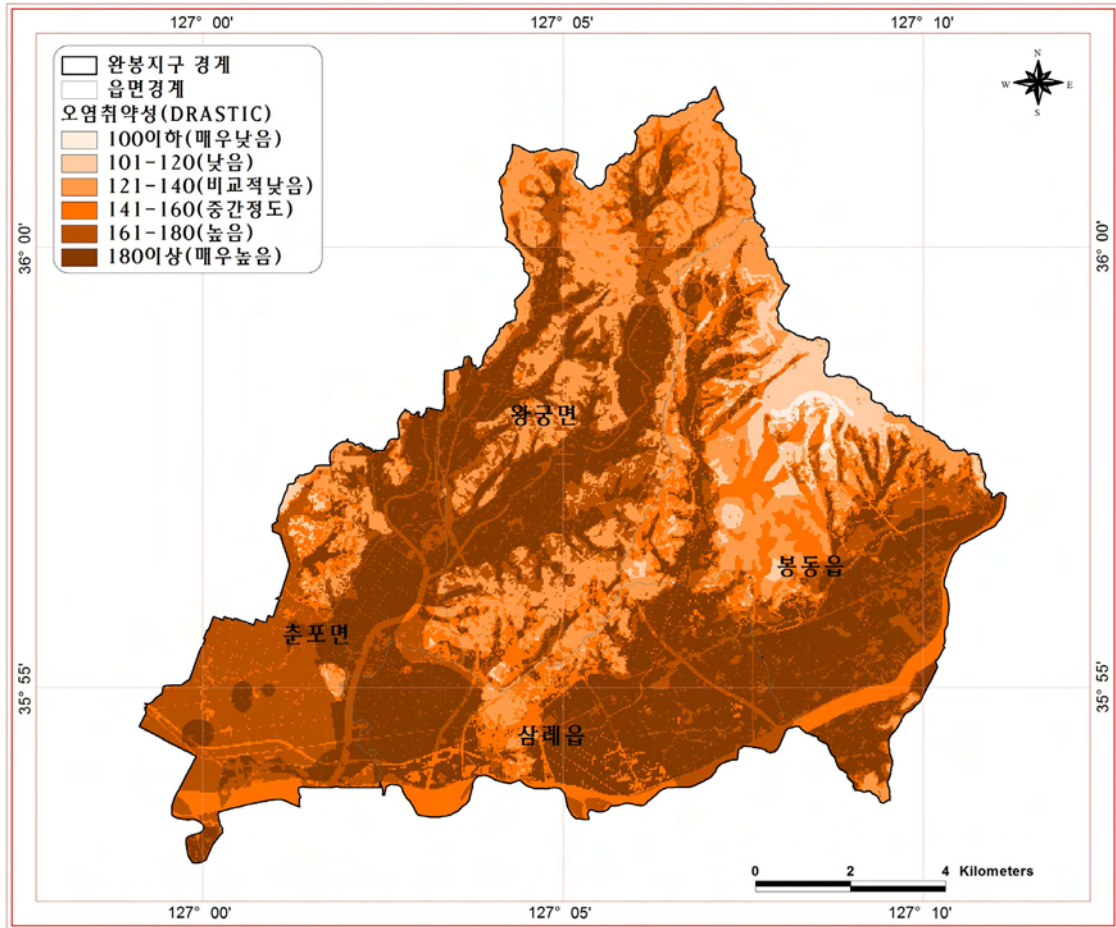 127° 00'
127° 05'
127° 10'
완봉지구 경계
읍면경계
오염취약성(DRASTIC)
100이하(매우낮음)
101-120(낮음)
121-140(비교적낮음)
141-160(중간정도)
161-180(높음)
180이상(매우높음)
N
W
E
S
36° 00'
36° 00'
왕궁면
봉동읍
춘포면
35° 55'
35° 55'
삼례읍
0
2
4 Kilometers
127° 00'
127° 05'
127° 10'